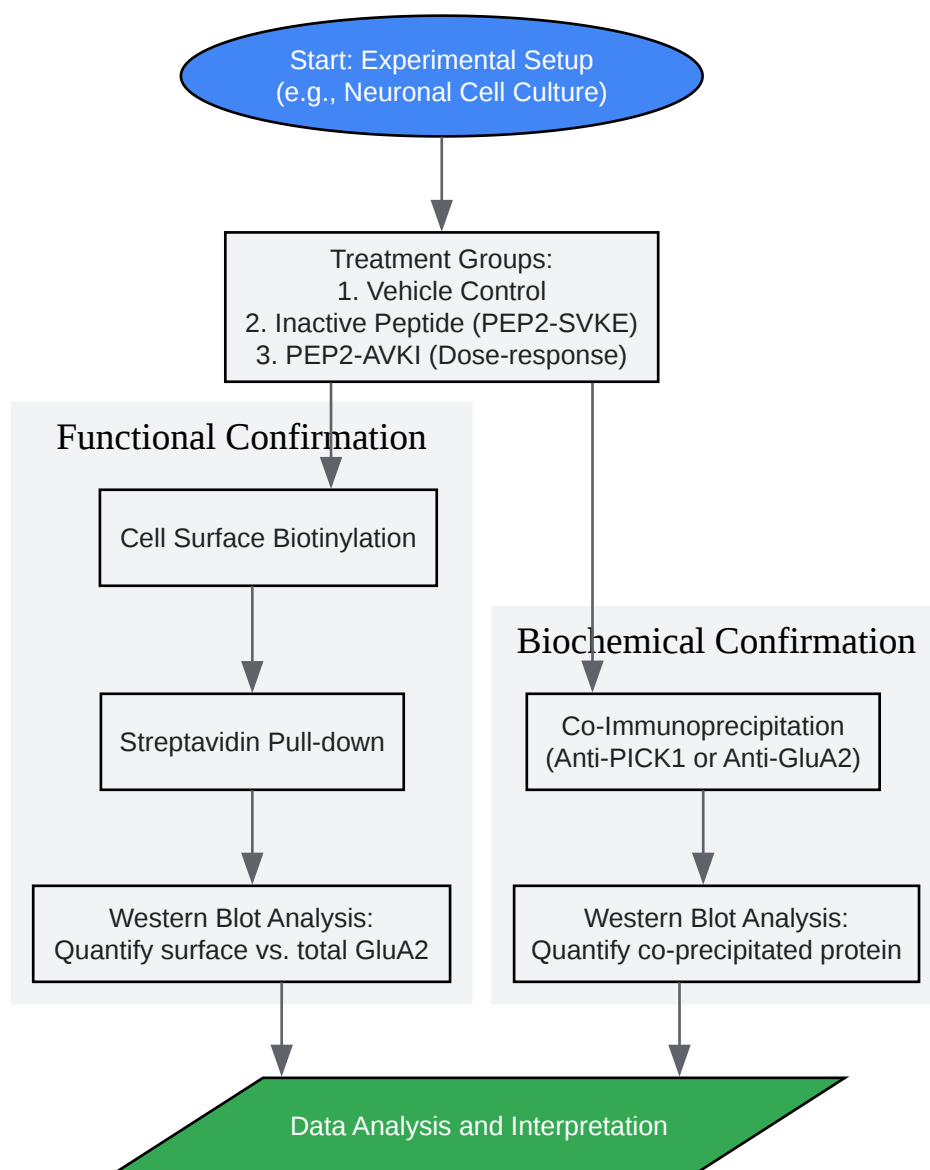 Start: Experimental Setup
(e.g., Neuronal Cell Culture)
Treatment Groups:
1. Vehicle Control
2. Inactive Peptide (PEP2-SVKE)
3. PEP2-AVKI (Dose-response)
Functional Confirmation
Cell Surface Biotinylation
Streptavidin Pull-down
Western Blot Analysis:
Quantify surface vs. total GluA2
Biochemical Confirmation
Co-Immunoprecipitation
(Anti-PICK1 or Anti-GluA2)
Western Blot Analysis:
Quantify co-precipitated protein
Data Analysis and Interpretation